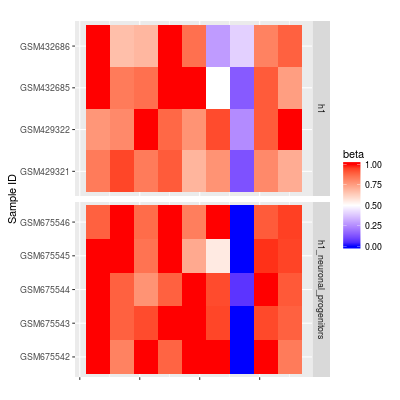 GSM432686
GSM432685
GSM429322
GSM429321
h1
GSM675546
GSM675545
GSM675544
GSM675543
GSM675542
h1_neuronal_progenitors
Sample ID
beta
1.00
0.75
0.50
0.25
0.00